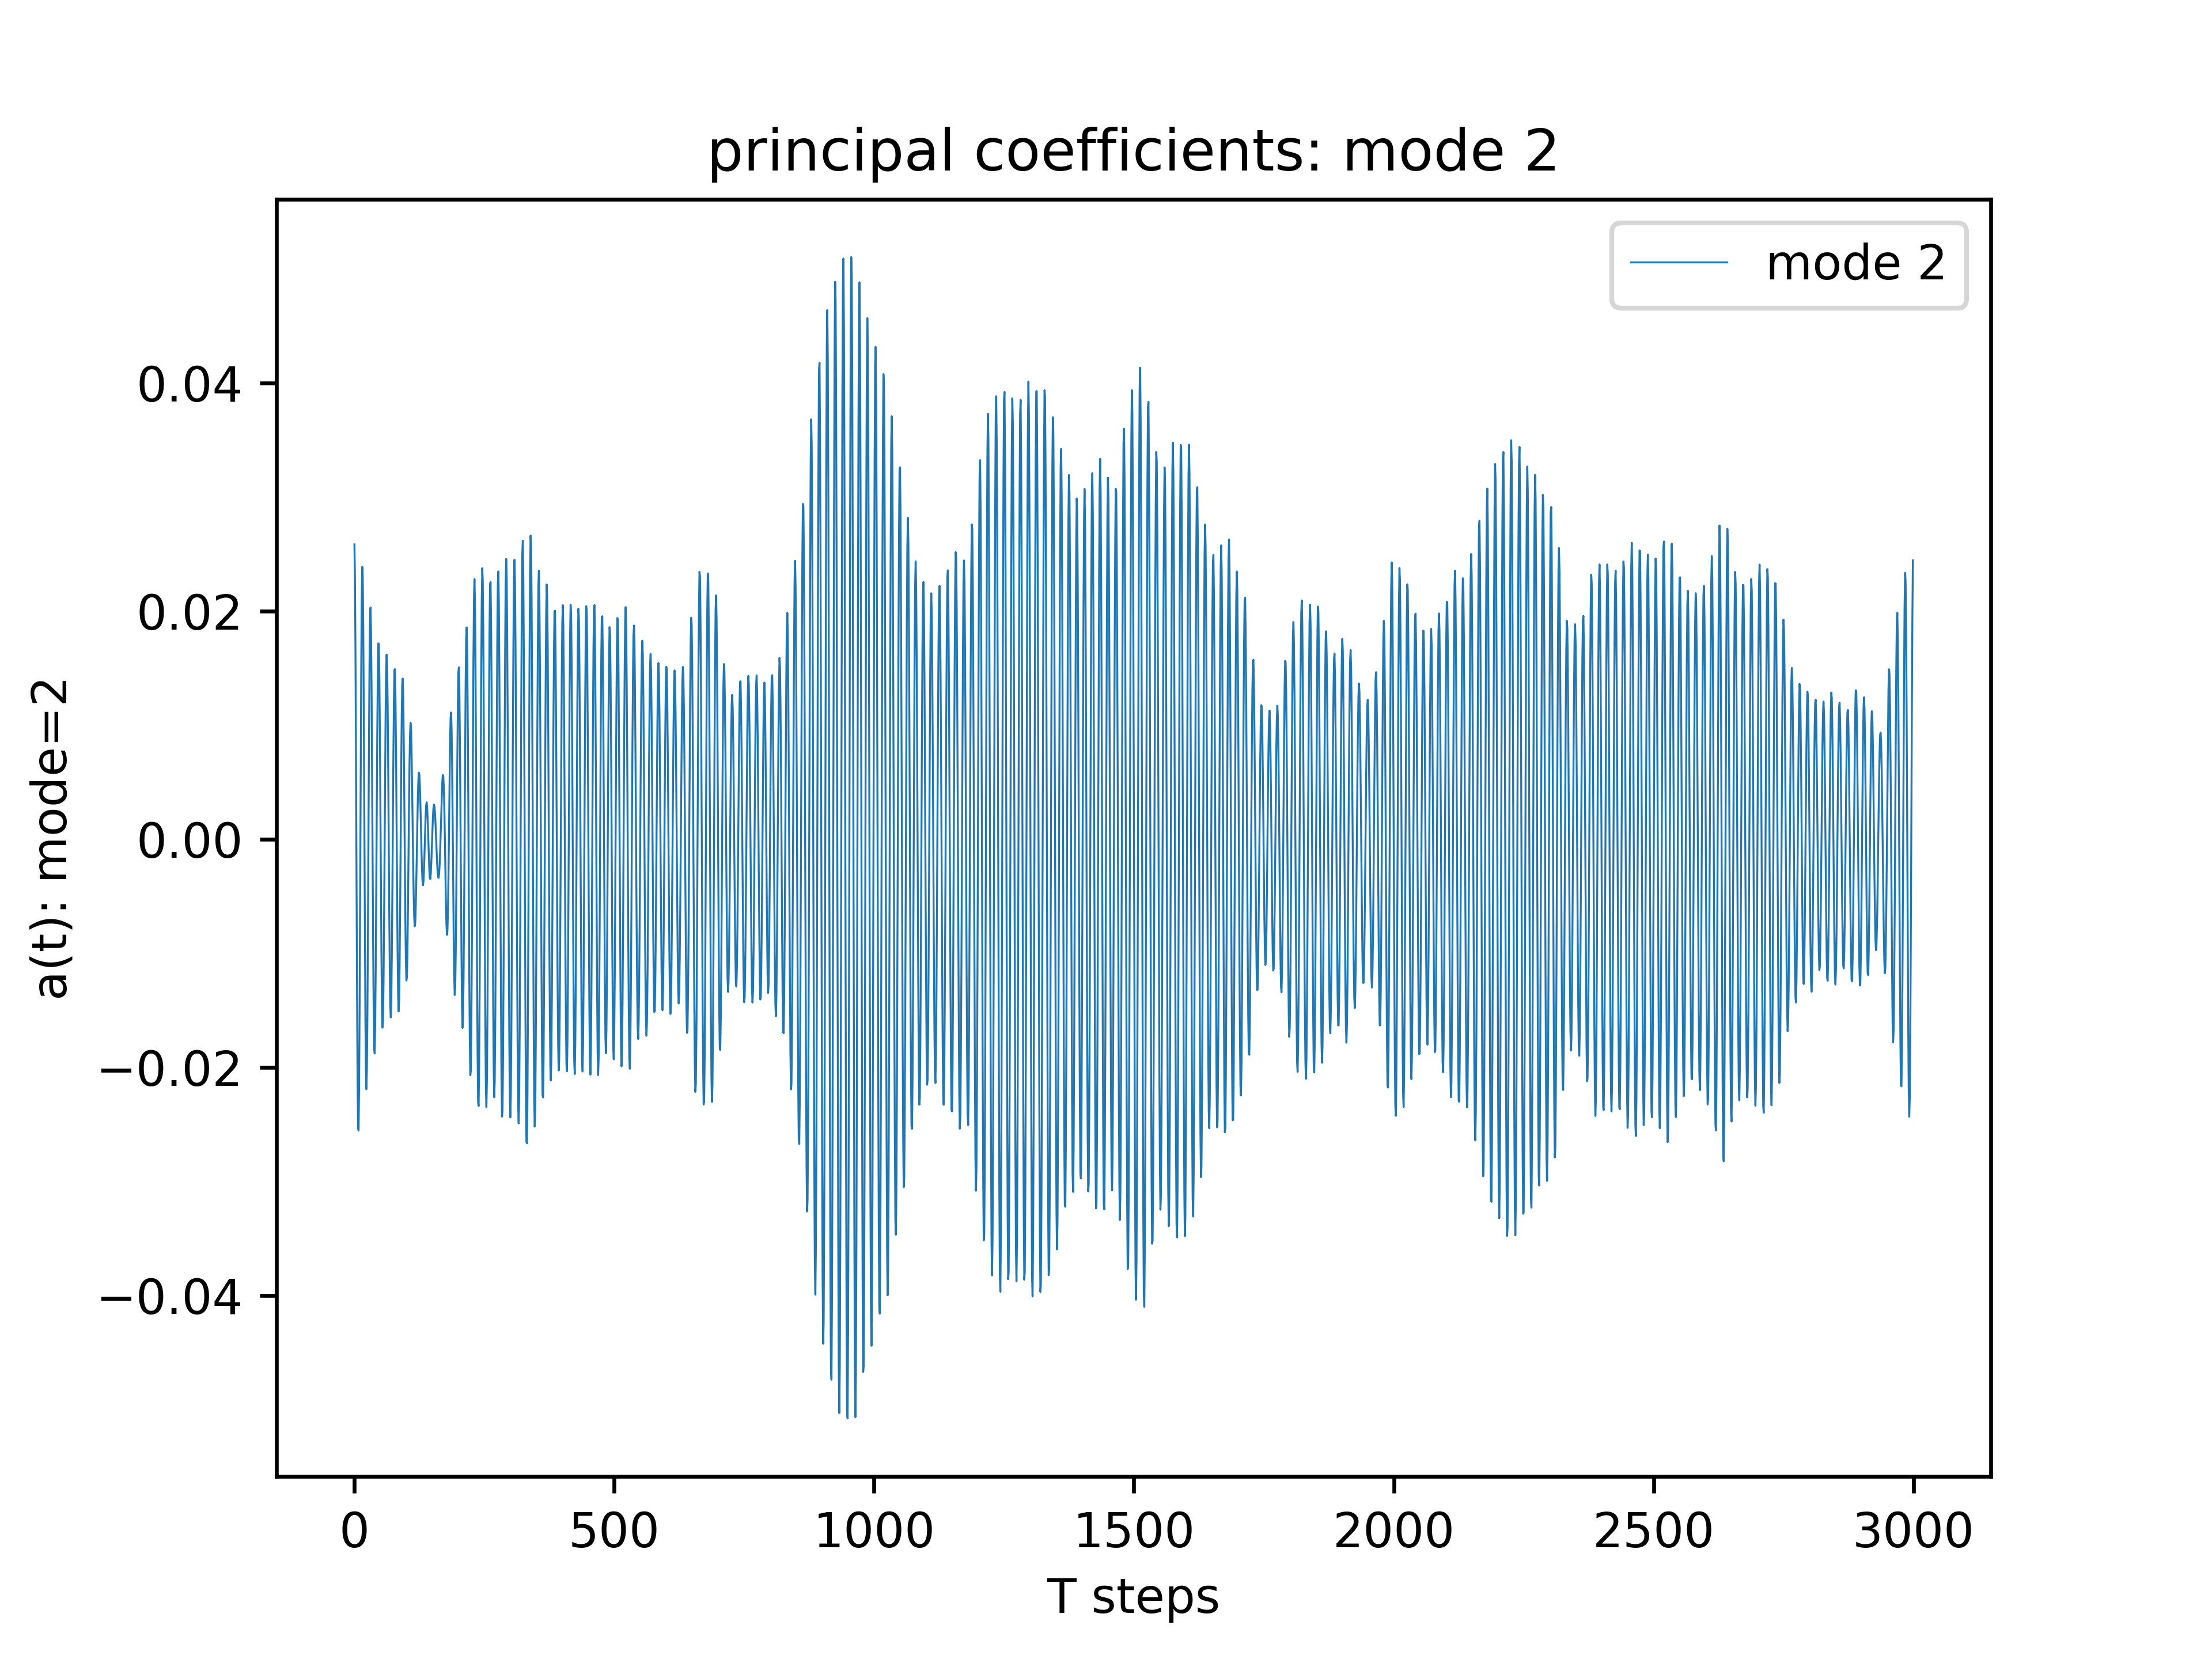 principal coefficients: mode 2
mode 2
0.04
0.02
0.00
−0.02
−0.04
a(t): mode=2
0 500 1000 1500 2000 2500 3000
T steps